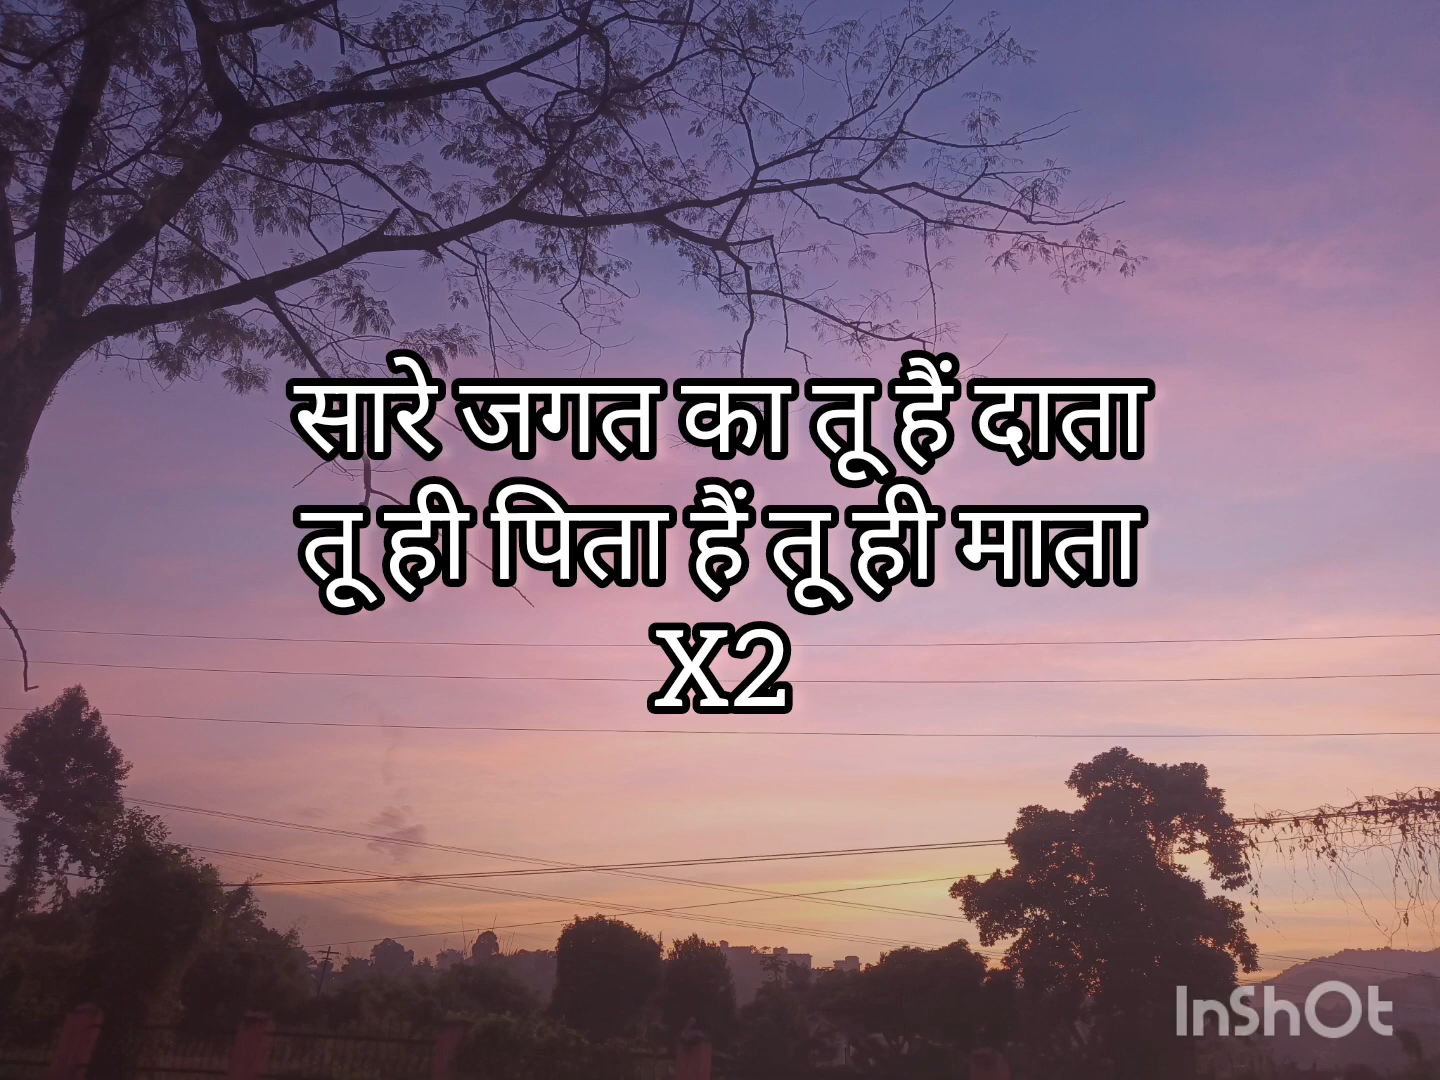 सारे जगत का तू हैं दाता
तू ही पिता हैं तू ही माता
X2
InShOt